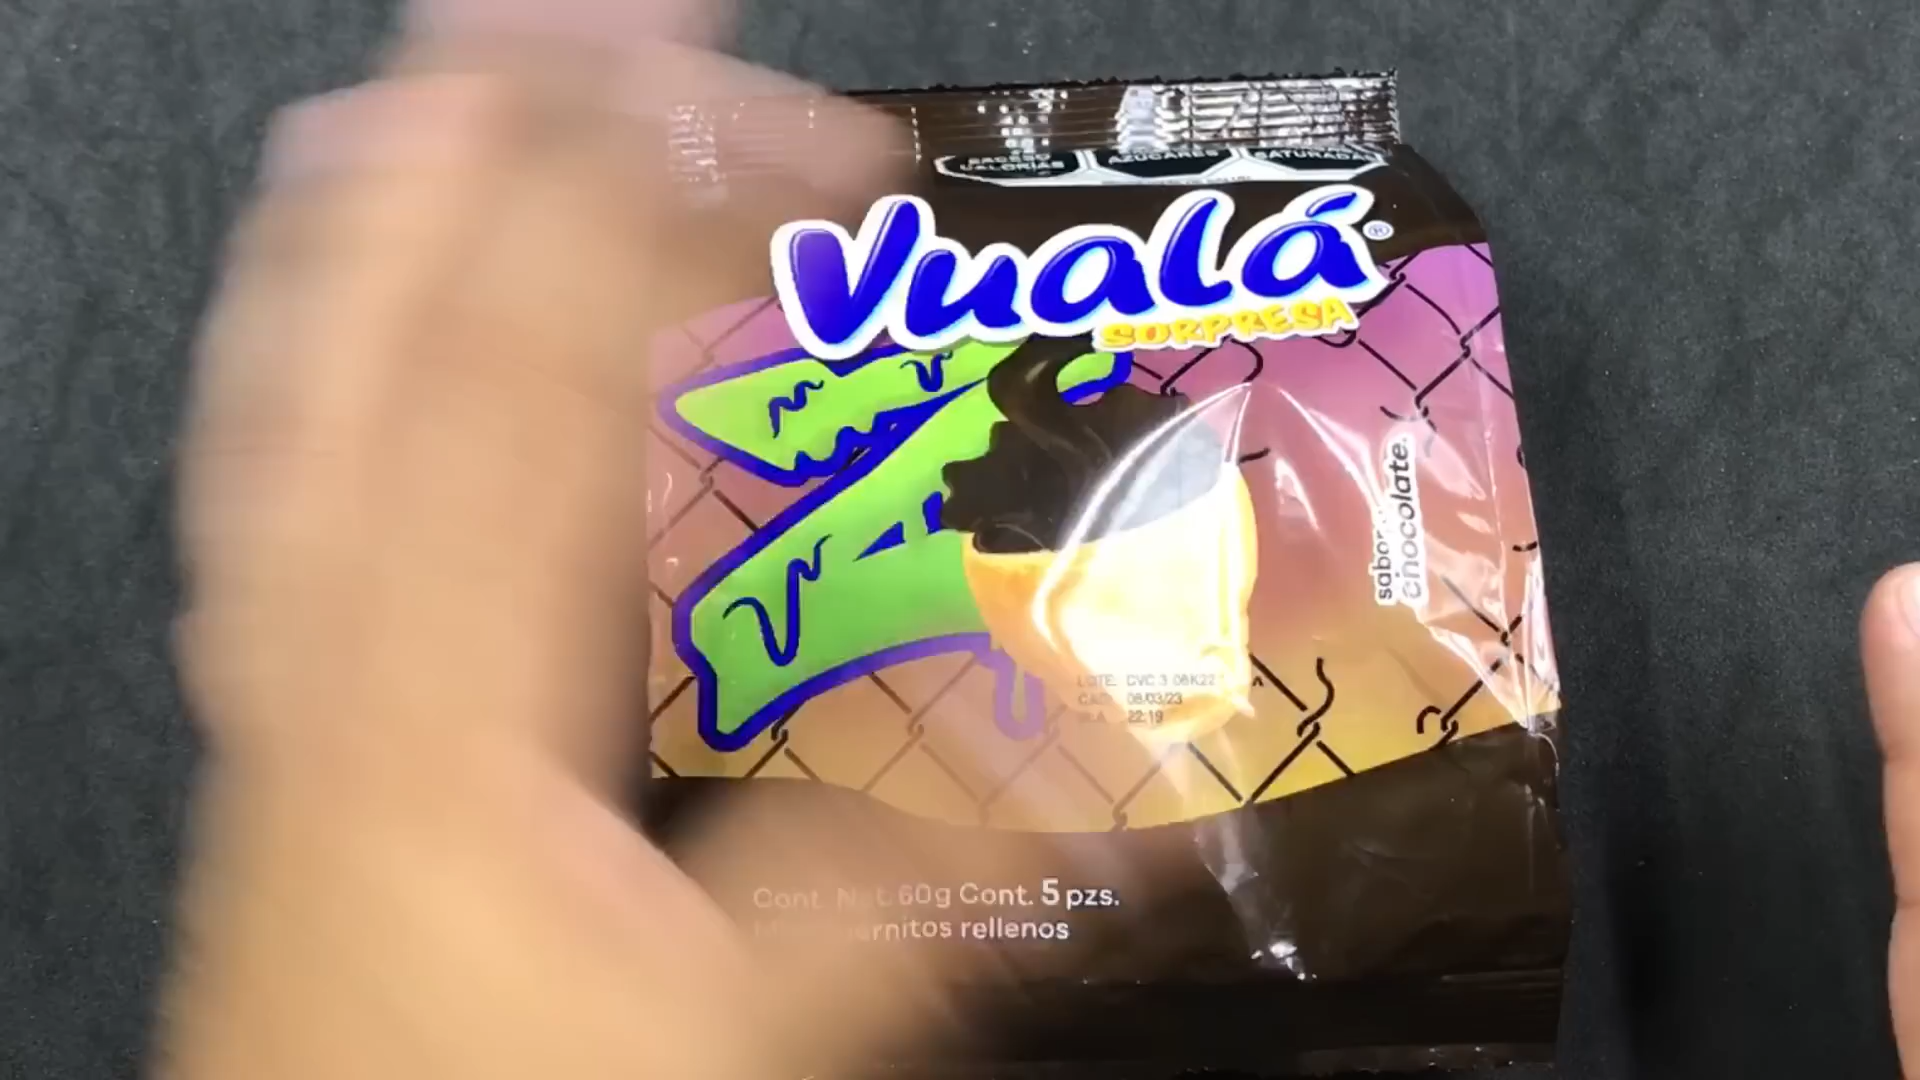 EXCESO CALORÍAS
AZÚCARES
SATURADAS
Vualá®
SORPRESA
sabor chocolate.
LOTE: CVC 3 08K22
CAD: 08/03/23
22:19
Cont. Net. 60g Cont. 5 pzs.
rellenos